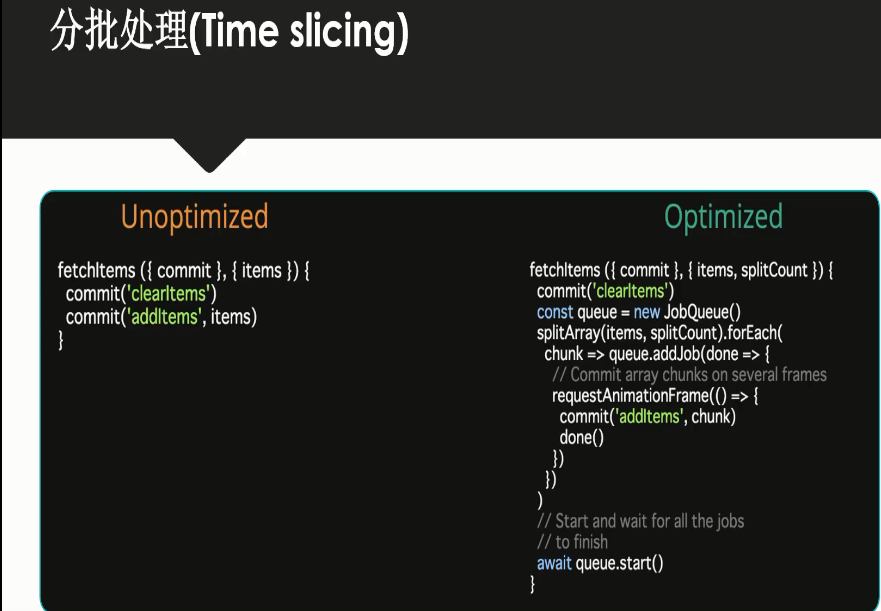 分批处理(Time slicing)
Unoptimized
fetchItems ({ commit }, { items }) {
commit('clearItems')
commit('addItems', items)
}
Optimized
fetchItems ({ commit }, { items, splitCount }) {
commit('clearItems')
const queue = new JobQueue()
splitArray(items, splitCount).forEach(
chunk => queue.addJob(done => {
// Commit array chunks on several frames
requestAnimationFrame(() => {
commit('addItems', chunk)
done()
})
})
)
// Start and wait for all the jobs
// to finish
await queue.start()
}